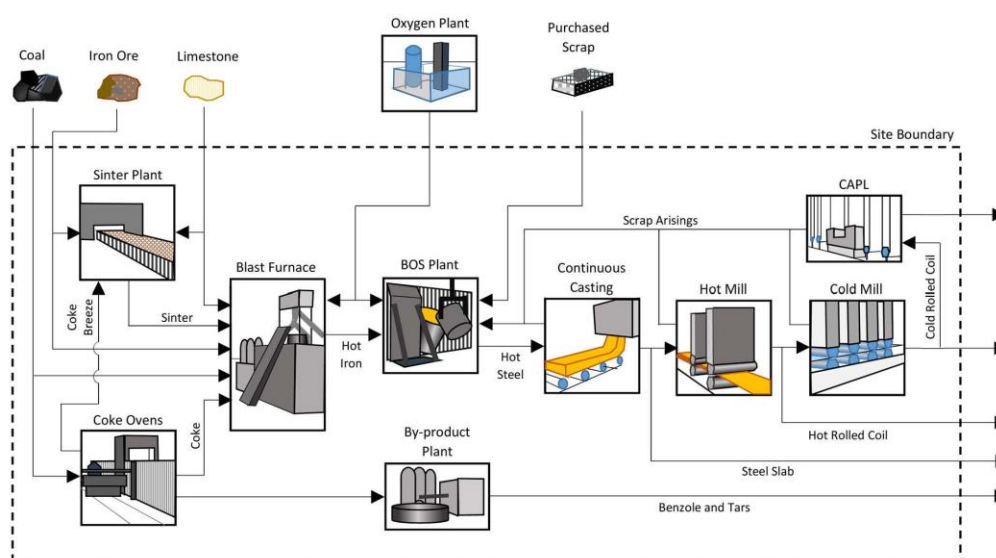 Oxygen Plant
Purchased
Scrap
Coal
Iron Ore
Limestone
Site Boundary
Sinter Plant
CAPL
Scrap Arisings
Blast Furnace
BOS Plant
Continuous
Casting
Hot Mill
Cold Mill
Coke
Breeze
Sinter
Cold Rolled Coil
Hot
Iron
Hot
Steel
Coke Ovens
Coke
By-product
Plant
Hot Rolled Coil
Steel Slab
Benzole and Tars